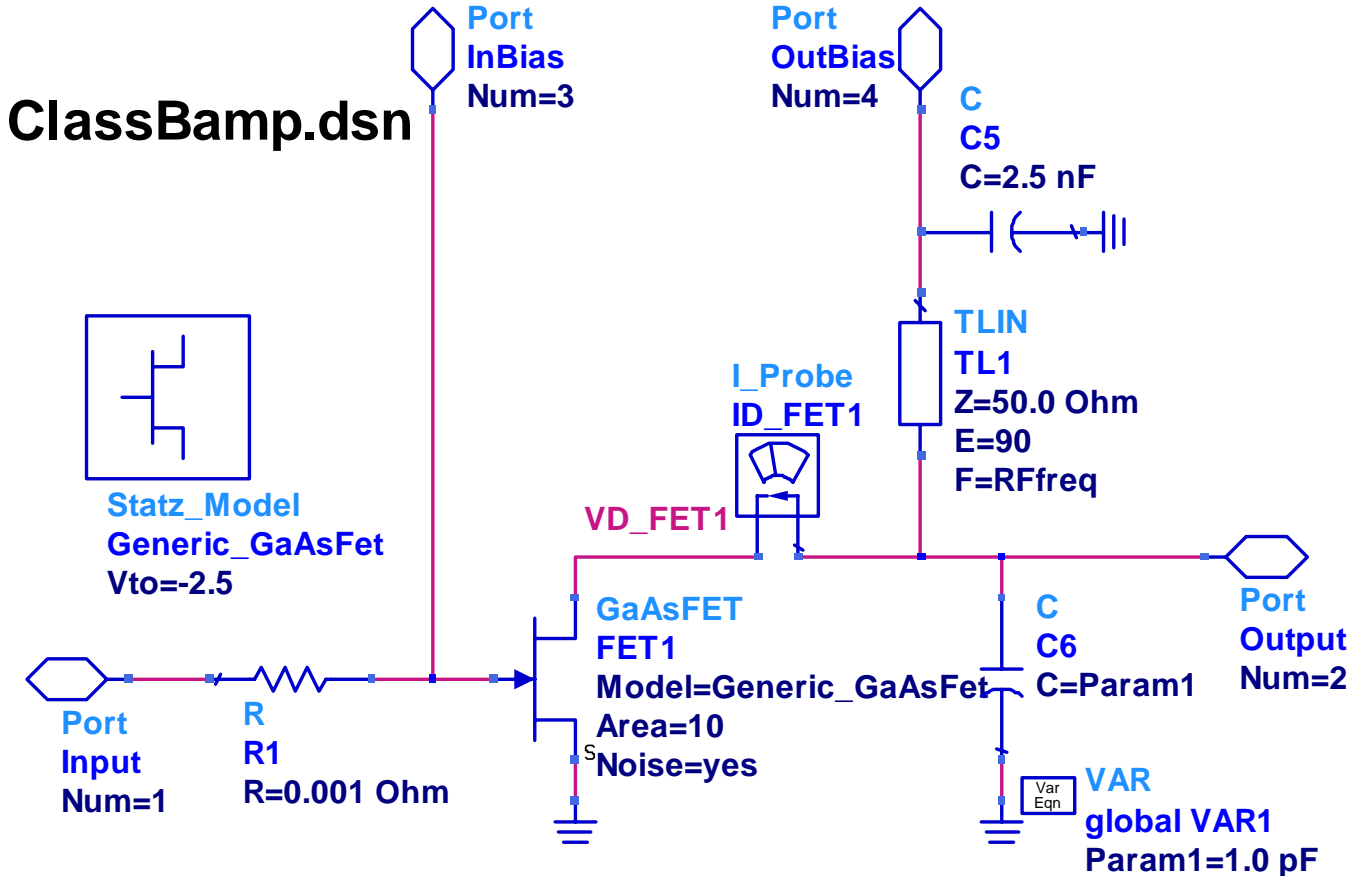 Port
InBias
Num=3
Port
OutBias
Num=4
ClassBamp.dsn
C
C5
C=2.5 nF
TLIN
TL1
Z=50.0 Ohm
E=90
F=RFfreq
I_Probe
ID_FET1
VD_FET1
Statz_Model
Generic_GaAsFet
Vto=-2.5
GaAsFET
FET1
Model=Generic_GaAsFet
Area=10
Noise=yes
S
C
C6
C=Param1
Port
Output
Num=2
Port
Input
Num=1
R
R1
R=0.001 Ohm
Var
Eqn
VAR
global VAR1
Param1=1.0 pF